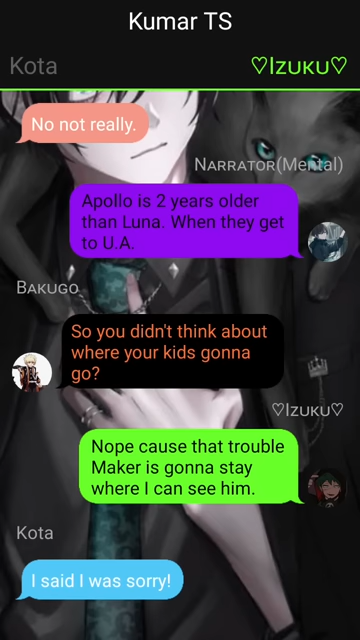 Kumar TS
Kota
♡Izuku♡
No not really.
Narrator(Mental)
Apollo is 2 years older
than Luna. When they get
to U.A.
Bakugo
So you didn't think about
where your kids gonna
go?
♡Izuku♡
Nope cause that trouble
Maker is gonna stay
where I can see him.
Kota
I said I was sorry!